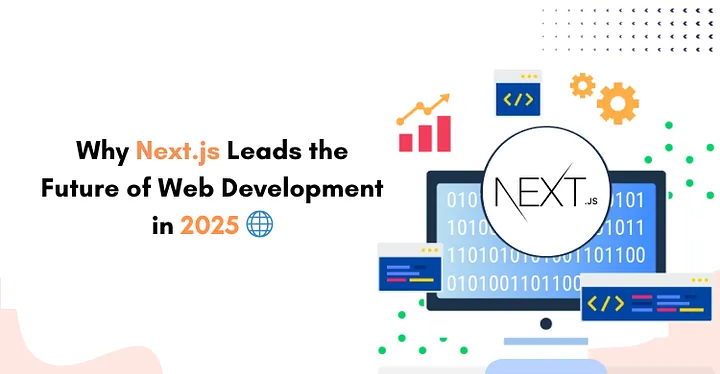 Why Next.js Leads the
Future of Web Development
in 2025
</>
NEXT.JS
</>